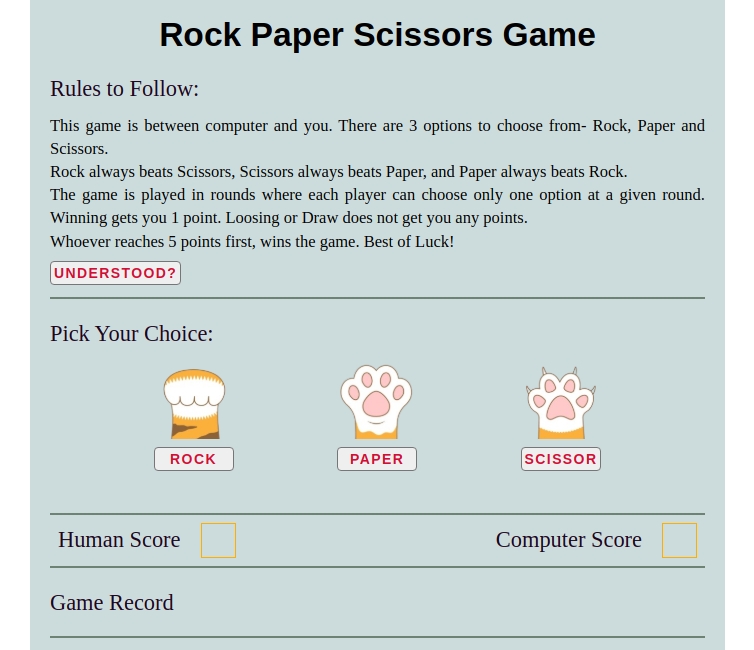 Rock Paper Scissors Game
Rules to Follow:
This game is between computer and you. There are 3 options to choose from- Rock, Paper and
Scissors.
Rock always beats Scissors, Scissors always beats Paper, and Paper always beats Rock.
The game is played in rounds where each player can choose only one option at a given round.
Winning gets you 1 point. Loosing or Draw does not get you any points.
Whoever reaches 5 points first, wins the game. Best of Luck!
UNDERSTOOD?
Pick Your Choice:
ROCK PAPER SCISSOR
Human Score Computer Score
Game Record